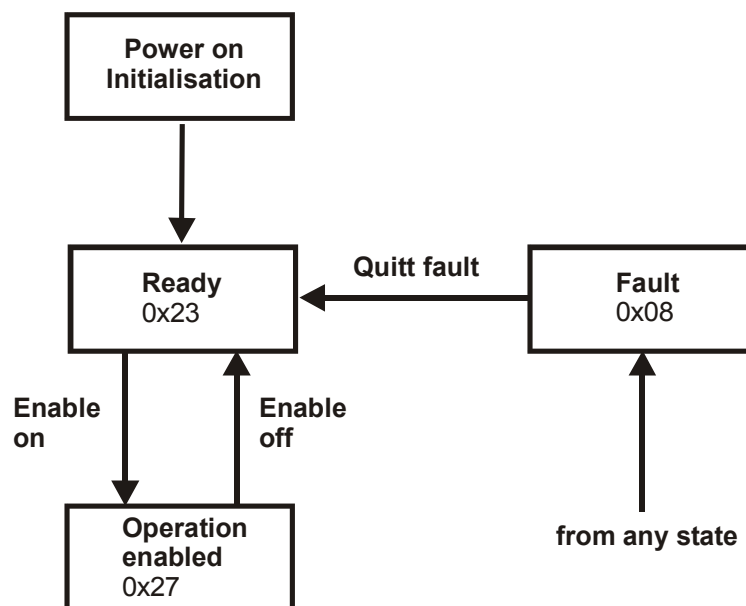 Power on
Initialisation
Ready
0x23
Quitt fault
Fault
0x08
Enable
on
Enable
off
Operation
enabled
0x27
from any state